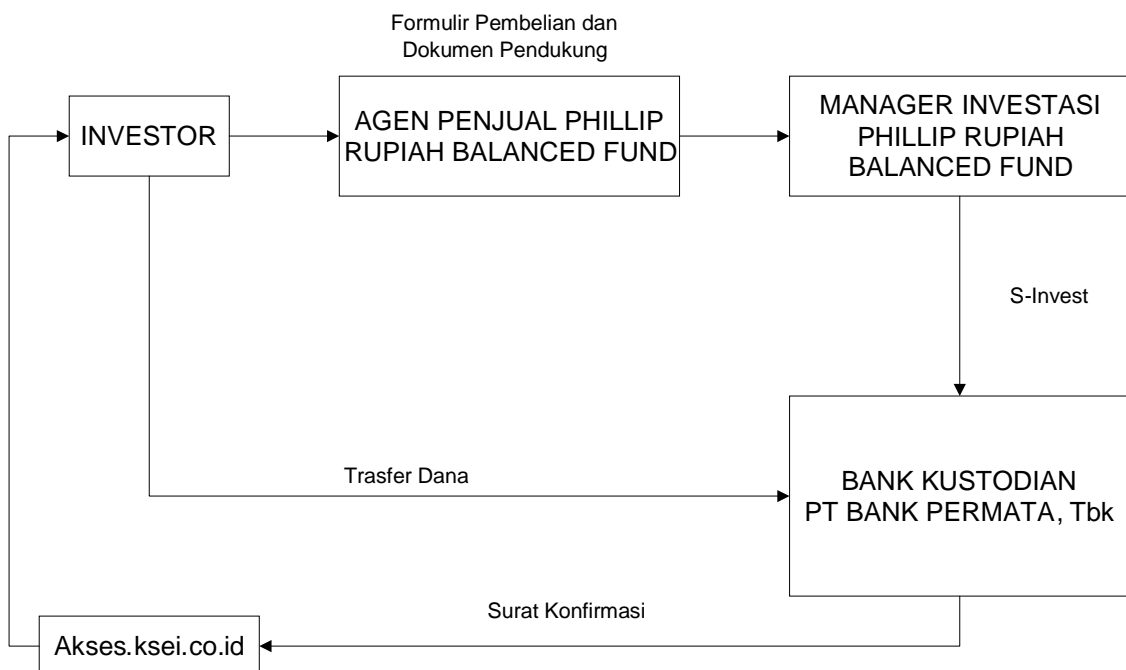 Formulir Pembelian dan
Dokumen Pendukung
INVESTOR
AGEN PENJUAL PHILLIP
RUPIAH BALANCED FUND
MANAGER INVESTASI
PHILLIP RUPIAH
BALANCED FUND
S-Invest
Trasfer Dana
BANK KUSTODIAN
PT BANK PERMATA, Tbk
Surat Konfirmasi
Akses.ksei.co.id